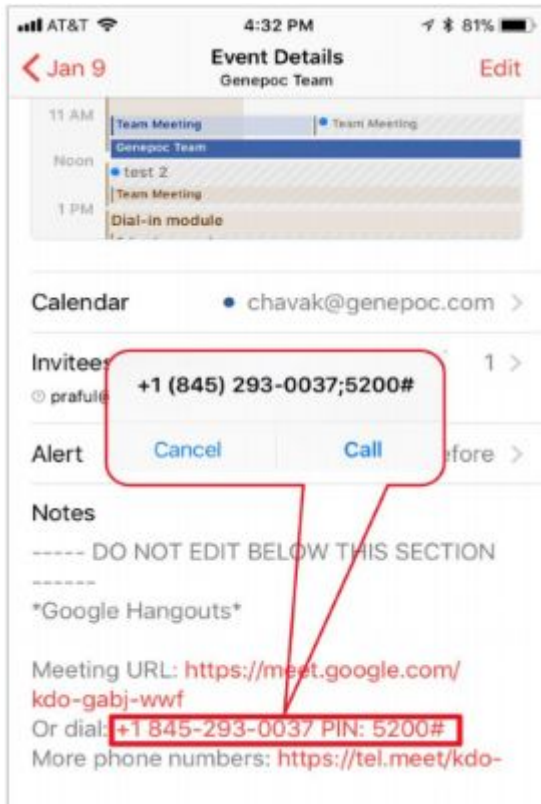 AT&T 4:32 PM 81%
Jan 9 Event Details Edit
Genepoc Team
11 AM
Team Meeting Team Meeting
Genepoc Team
Noon
test 2
Team Meeting
1 PM
Dial-in module
Calendar • chavak@genepoc.com >
Invitees 1 >
praful@
+1 (845) 293-0037;5200#
Cancel Call
Alert efore >
Notes
----- DO NOT EDIT BELOW THIS SECTION
------
*Google Hangouts*
Meeting URL: https://meet.google.com/
kdo-gabj-wwf
Or dial: +1 845-293-0037 PIN: 5200#
More phone numbers: https://tel.meet/kdo-